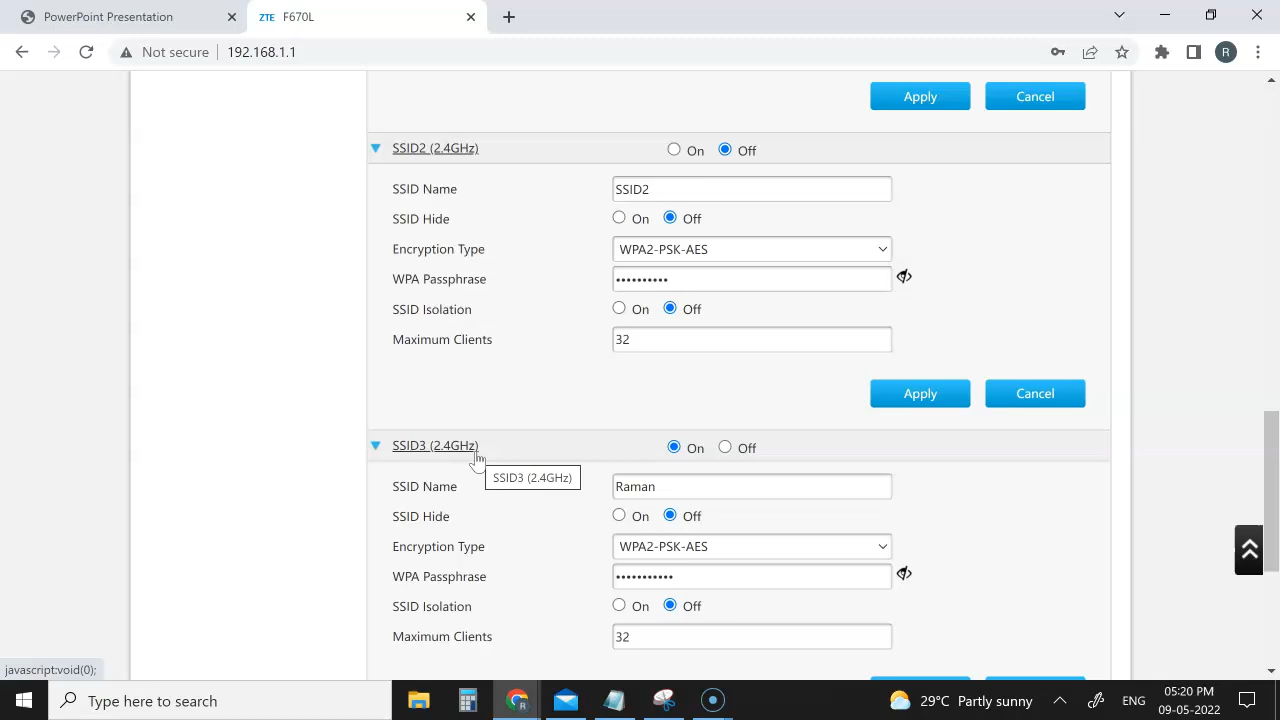 PowerPoint Presentation
ZTE F670L
Not secure 192.168.1.1
R
Apply Cancel
SSID2 (2.4GHz) On Off
SSID Name SSID2
SSID Hide On Off
Encryption Type WPA2-PSK-AES
WPA Passphrase ••••••••••
SSID Isolation On Off
Maximum Clients 32
Apply Cancel
SSID3 (2.4GHz) On Off
SSID3 (2.4GHz)
SSID Name Raman
SSID Hide On Off
Encryption Type WPA2-PSK-AES
WPA Passphrase •••••••••••
SSID Isolation On Off
Maximum Clients 32
javascript:void(0);
Type here to search
R
29°C Partly sunny
ENG
05:20 PM
09-05-2022